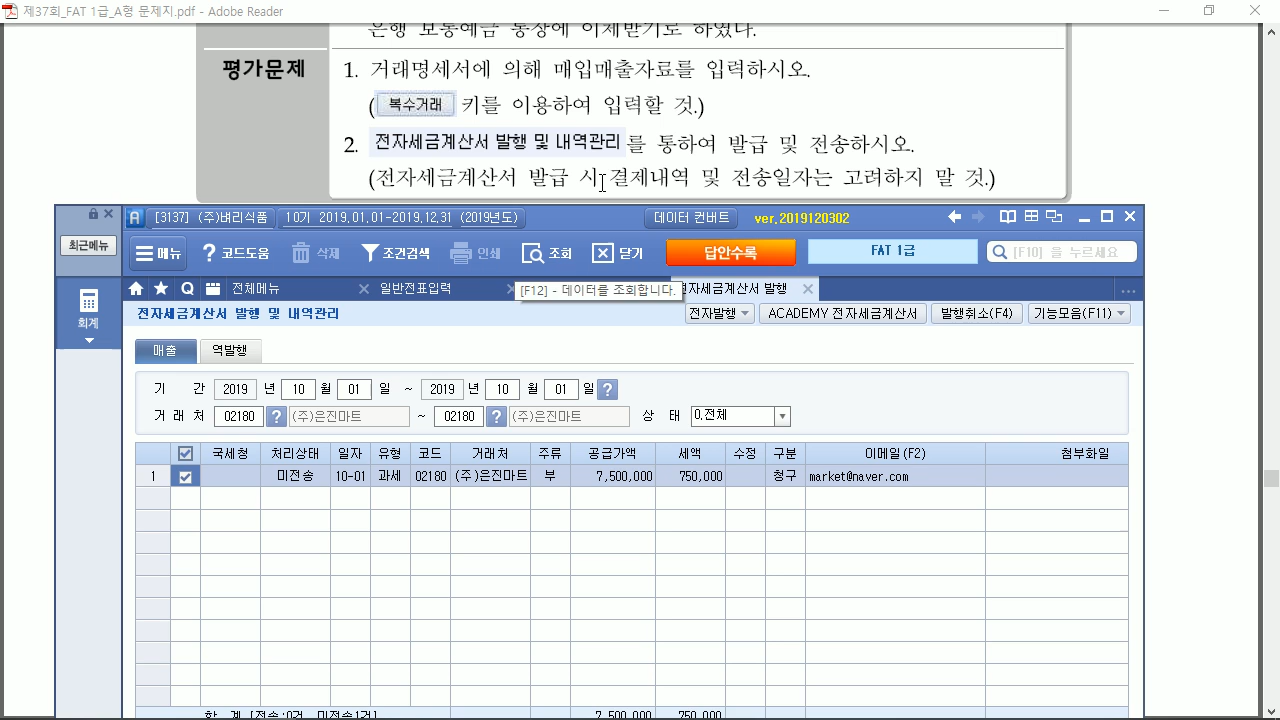 제37회_FAT 1급_A형 문제지.pdf - Adobe Reader
은행 보통예금 통장에 이체받기로 하였다.
평가문제
1. 거래명세서에 의해 매입매출자료를 입력하시오.
(복수거래 키를 이용하여 입력할 것.)
2. 전자세금계산서 발행 및 내역관리 를 통하여 발급 및 전송하시오.
(전자세금계산서 발급 시 결제내역 및 전송일자는 고려하지 말 것.)
최근메뉴
회계
A [3137] (주)벼리식품 10기 2019.01.01-2019.12.31 (2019년도) 데이터 컨버트 ver.2019120302
메뉴 ? 코드도움 삭제 조건검색 인쇄 조회 닫기 답안수록 FAT 1급 [F10] 을 누르세요
전체메뉴 일반전표입력 전자세금계산서 발행
[F12] - 데이터를 조회합니다.
전자세금계산서 발행 및 내역관리 전자발행 ACADEMY 전자세금계산서 발행취소(F4) 기능모음(F11)
매출 역발행
기 간 2019 년 10 월 01 일 ~ 2019 년 10 월 01 일 ?
거 래 처 02180 ? (주)은진마트 ~ 02180 ? (주)은진마트 상 태 0.전체
국세청 처리상태 일자 유형 코드 거래처 주류 공급가액 세액 수정 구분 이메일(F2) 첨부화일
1 미전송 10-01 과세 02180 (주)은진마트 부 7,500,000 750,000 청구 market@naver.com
합 계 [전송:0건, 미전송1건] 7,500,000 750,000